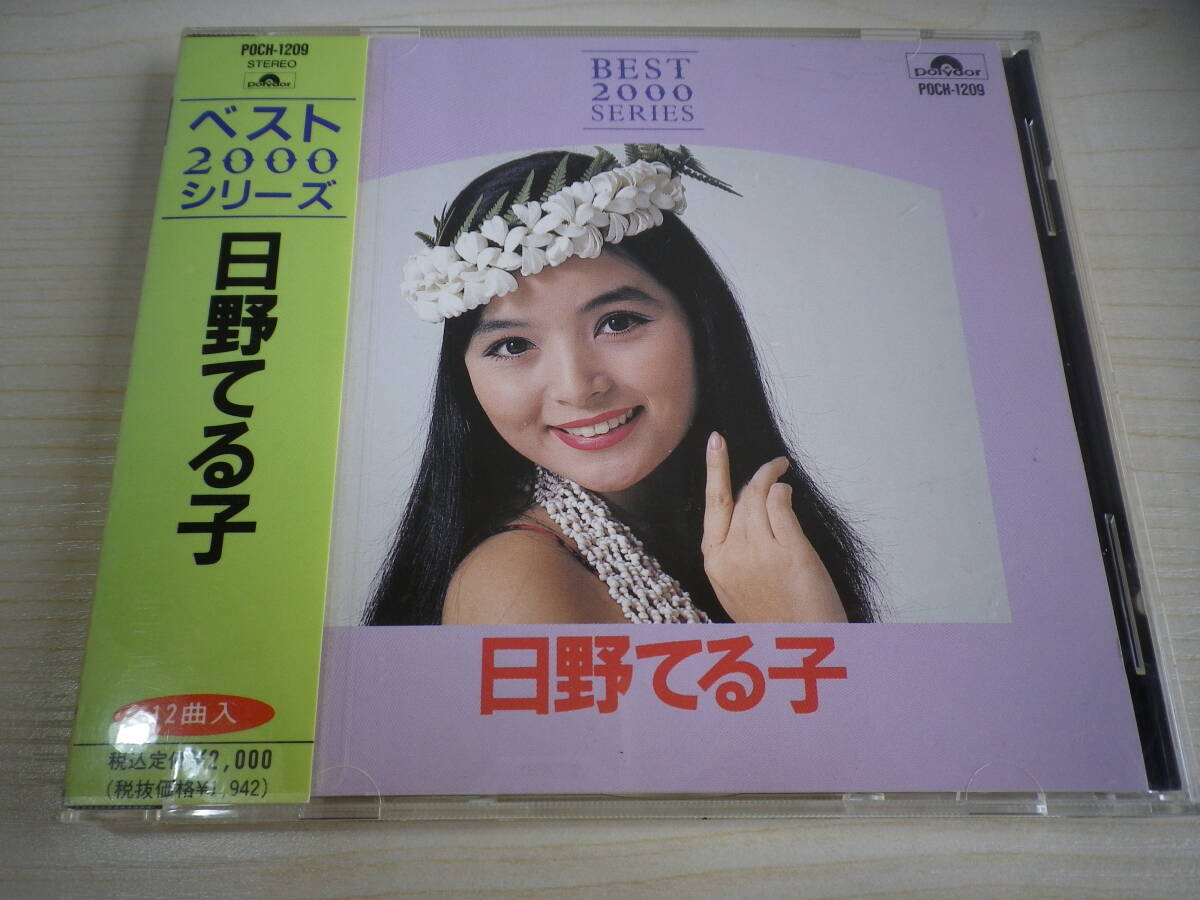 POCH-1209
STEREO
polydor
ベスト
2000
シリーズ
日野てる子
12曲入
税込定価¥2,000
(税抜価格¥1,942)
BEST
2000
SERIES
polydor
POCH-1209
日野てる子